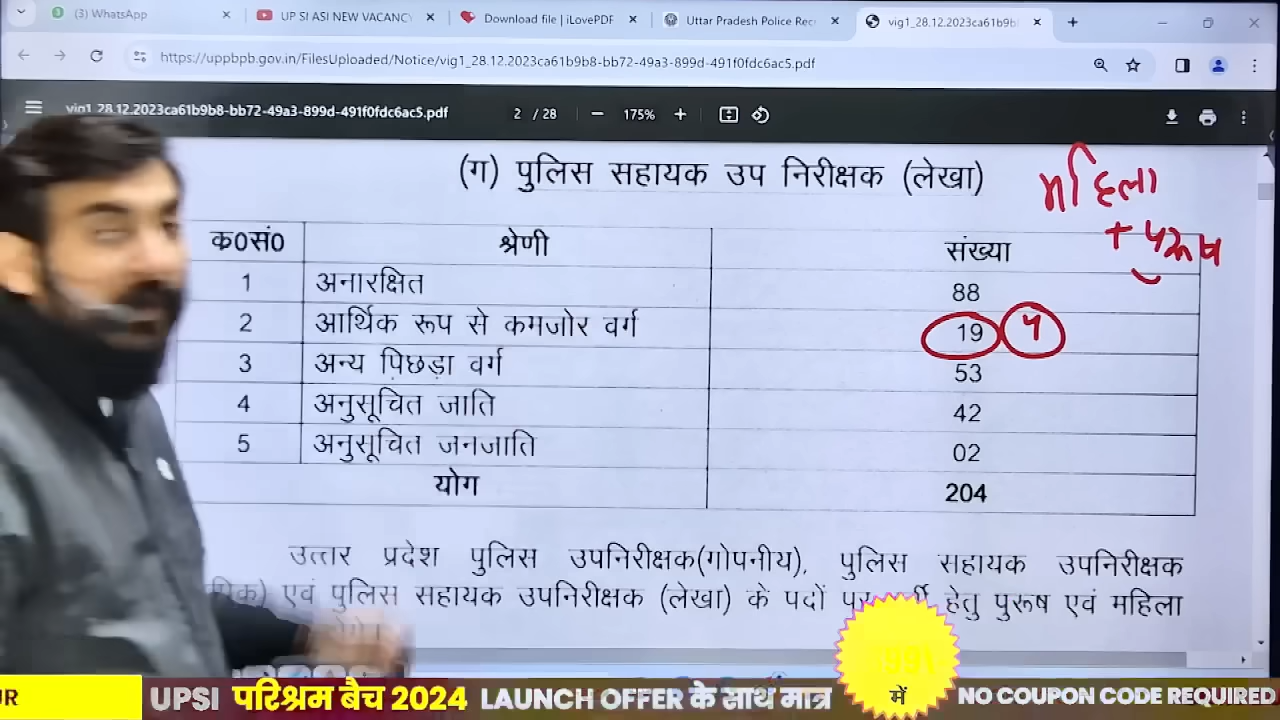 (3) WhatsApp
UP SI ASI NEW VACANCY
Download file | iLovePDF
Uttar Pradesh Police Rec
vig1_28.12.2023ca61b9b
https://uppbpb.gov.in/FilesUploaded/Notice/vig1_28.12.2023ca61b9b8-bb72-49a3-899d-491f0fdc6ac5.pdf
vig1_28.12.2023ca61b9b8-bb72-49a3-899d-491f0fdc6ac5.pdf 2 / 28 175%
(ग) पुलिस सहायक उप निरीक्षक (लेखा)
महिला
+ पुरूष
क0सं0 श्रेणी संख्या
1 अनारक्षित 88
2 आर्थिक रूप से कमजोर वर्ग 19
3 अन्य पिछड़ा वर्ग 53
4 अनुसूचित जाति 42
5 अनुसूचित जनजाति 02
योग 204
उत्तर प्रदेश पुलिस उपनिरीक्षक(गोपनीय), पुलिस सहायक उपनिरीक्षक
एवं पुलिस सहायक उपनिरीक्षक (लेखा) के पदों पर हेतु पुरूष एवं महिला
UPSI परिश्रम बैच 2024 LAUNCH OFFER के साथ मात्र
में
NO COUPON CODE REQUIRED